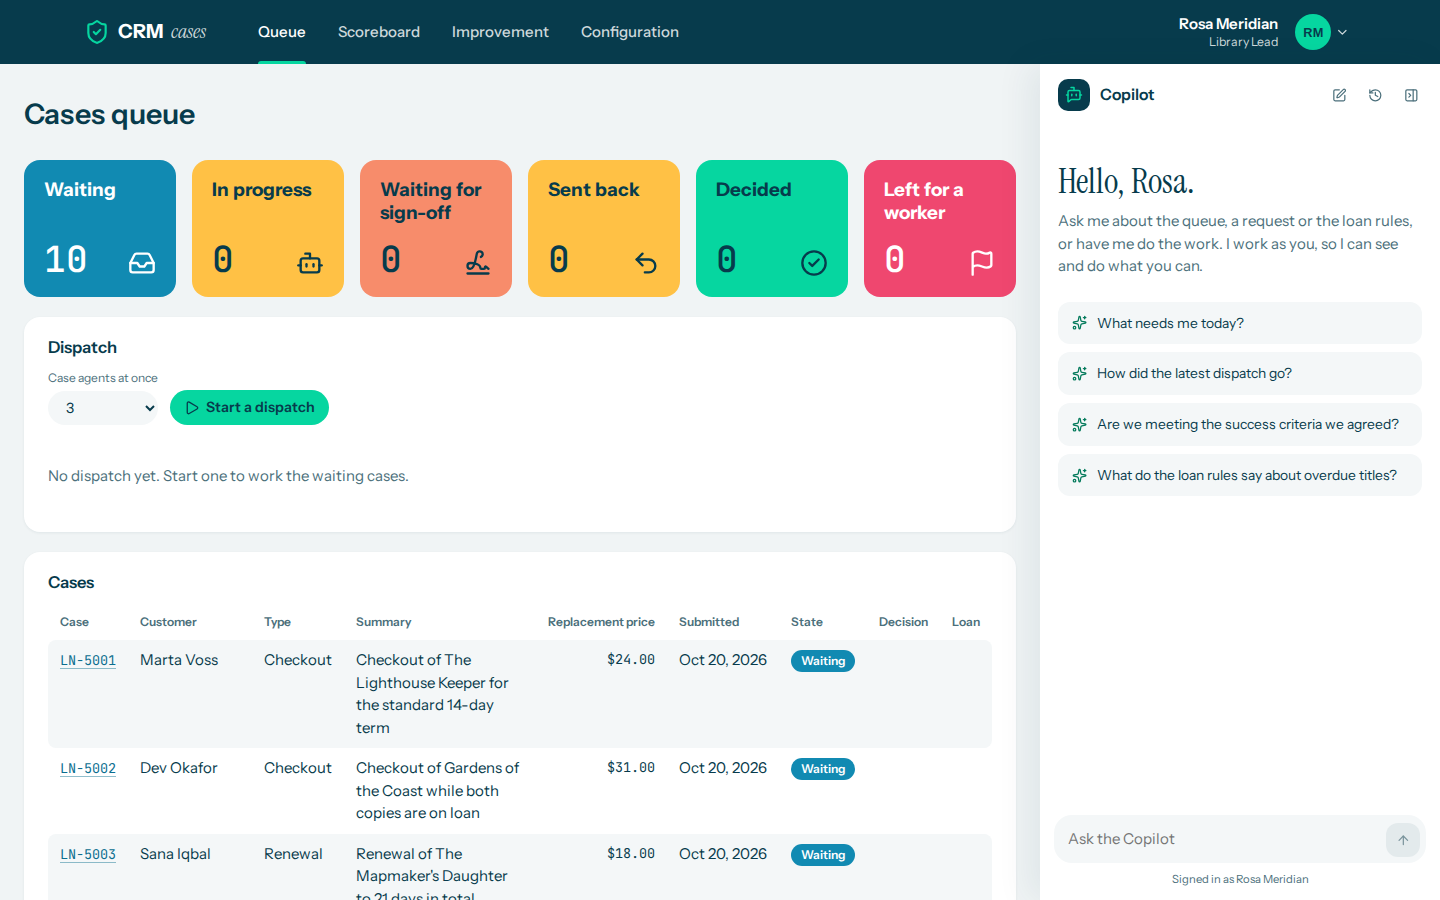 CRM cases
Queue
Scoreboard
Improvement
Configuration
Rosa Meridian
Library Lead
RM
Cases queue
Waiting
10
In progress
0
Waiting for
sign-off
0
Sent back
0
Decided
0
Left for a
worker
0
Dispatch
Case agents at once
3
Start a dispatch
No dispatch yet. Start one to work the waiting cases.
Cases
Case Customer Type Summary Replacement price Submitted State Decision Loan
LN-5001 Marta Voss Checkout Checkout of The $24.00 Oct 20, 2026 Waiting
Lighthouse Keeper for
the standard 14-day
term
LN-5002 Dev Okafor Checkout Checkout of Gardens of $31.00 Oct 20, 2026 Waiting
the Coast while both
copies are on loan
LN-5003 Sana Iqbal Renewal Renewal of The $18.00 Oct 20, 2026 Waiting
Mapmaker's Daughter
to 21 days in total
Copilot
Hello, Rosa.
Ask me about the queue, a request or the loan rules,
or have me do the work. I work as you, so I can see
and do what you can.
What needs me today?
How did the latest dispatch go?
Are we meeting the success criteria we agreed?
What do the loan rules say about overdue titles?
Ask the Copilot
Signed in as Rosa Meridian